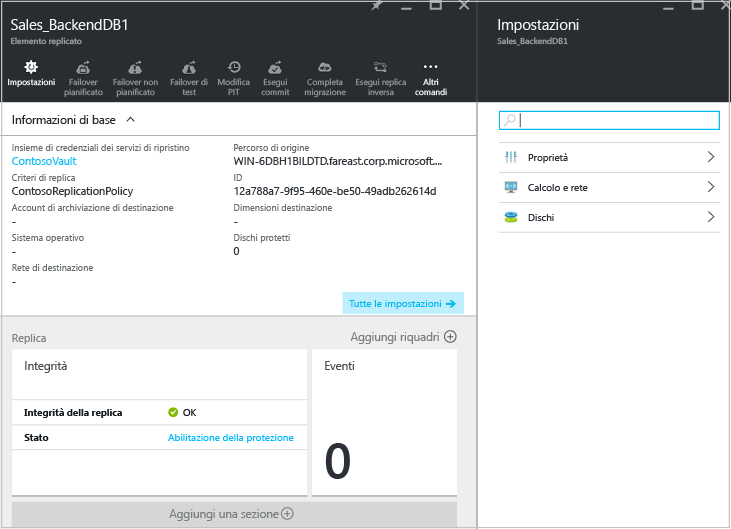 Sales_BackendDB1
Elemento replicato
Impostazioni
Failover pianificato
Failover non pianificato
Failover di test
Modifica PIT
Esegui commit
Completa migrazione
Esegui replica inversa
Altri comandi
Informazioni di base
Insieme di credenziali dei servizi di ripristino
ContosoVault
Criteri di replica
ContosoReplicationPolicy
Account di archiviazione di destinazione
-
Sistema operativo
-
Rete di destinazione
-
Percorso di origine
WIN-6DBH1BILDTD.fareast.corp.microsoft....
ID
12a788a7-9f95-460e-be50-49adb262614d
Dimensioni destinazione
-
Dischi protetti
0
Tutte le impostazioni
Replica
Aggiungi riquadri
Integrità
Integrità della replica
OK
Stato
Abilitazione della protezione
Eventi
0
Aggiungi una sezione
Impostazioni
Sales_BackendDB1
Proprietà
Calcolo e rete
Dischi